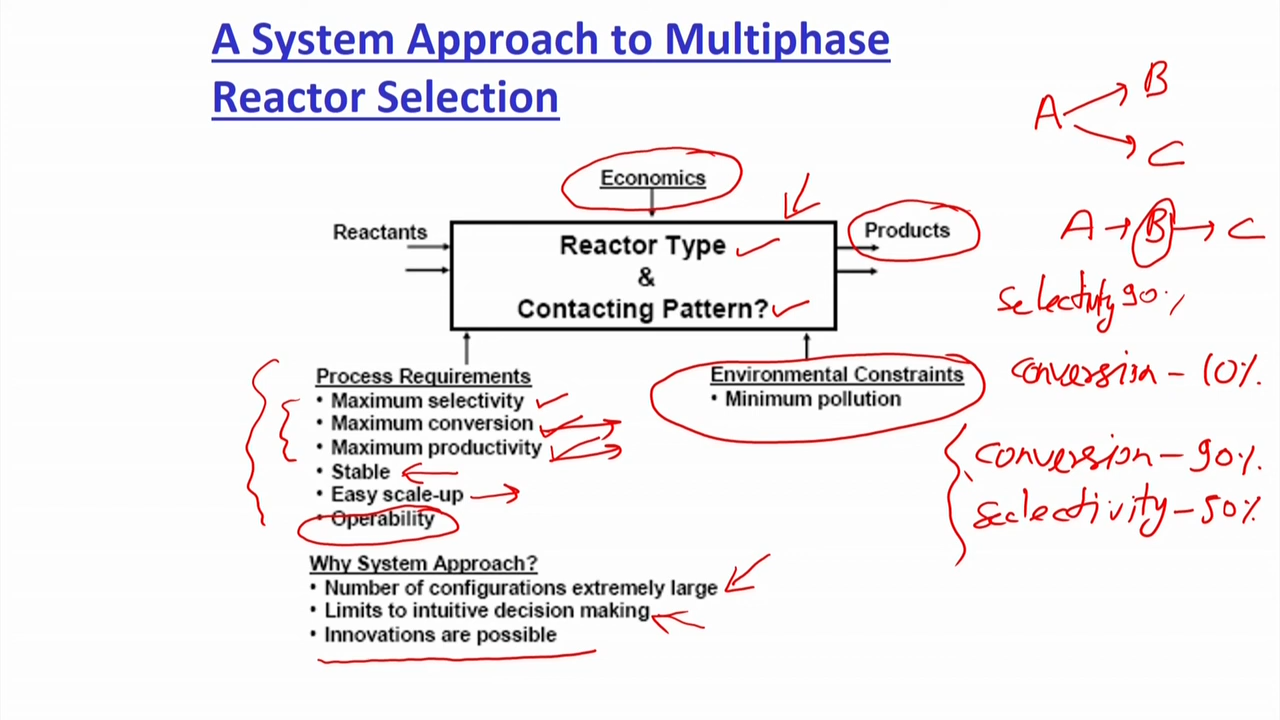 A System Approach to Multiphase
Reactor Selection
Economics
Reactants
Reactor Type
&
Contacting Pattern?
Products
Process Requirements
• Maximum selectivity
• Maximum conversion
• Maximum productivity
• Stable
• Easy scale-up
• Operability
Environmental Constraints
• Minimum pollution
Why System Approach?
• Number of configurations extremely large
• Limits to intuitive decision making
• Innovations are possible
A → B
→ C
A → B → C
Selectivity 90%
conversion - 10%
conversion - 90%
seclectivity - 50%